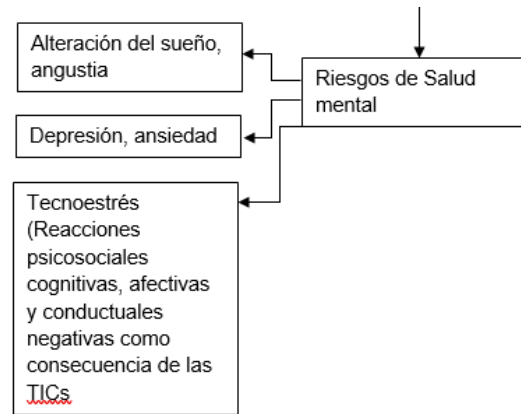 Alteración del sueño,
angustia
Riesgos de Salud
mental
Depresión, ansiedad
Tecnoestrés
(Reacciones
psicosociales
cognitivas, afectivas
y conductuales
negativas como
consecuencia de las
TICs